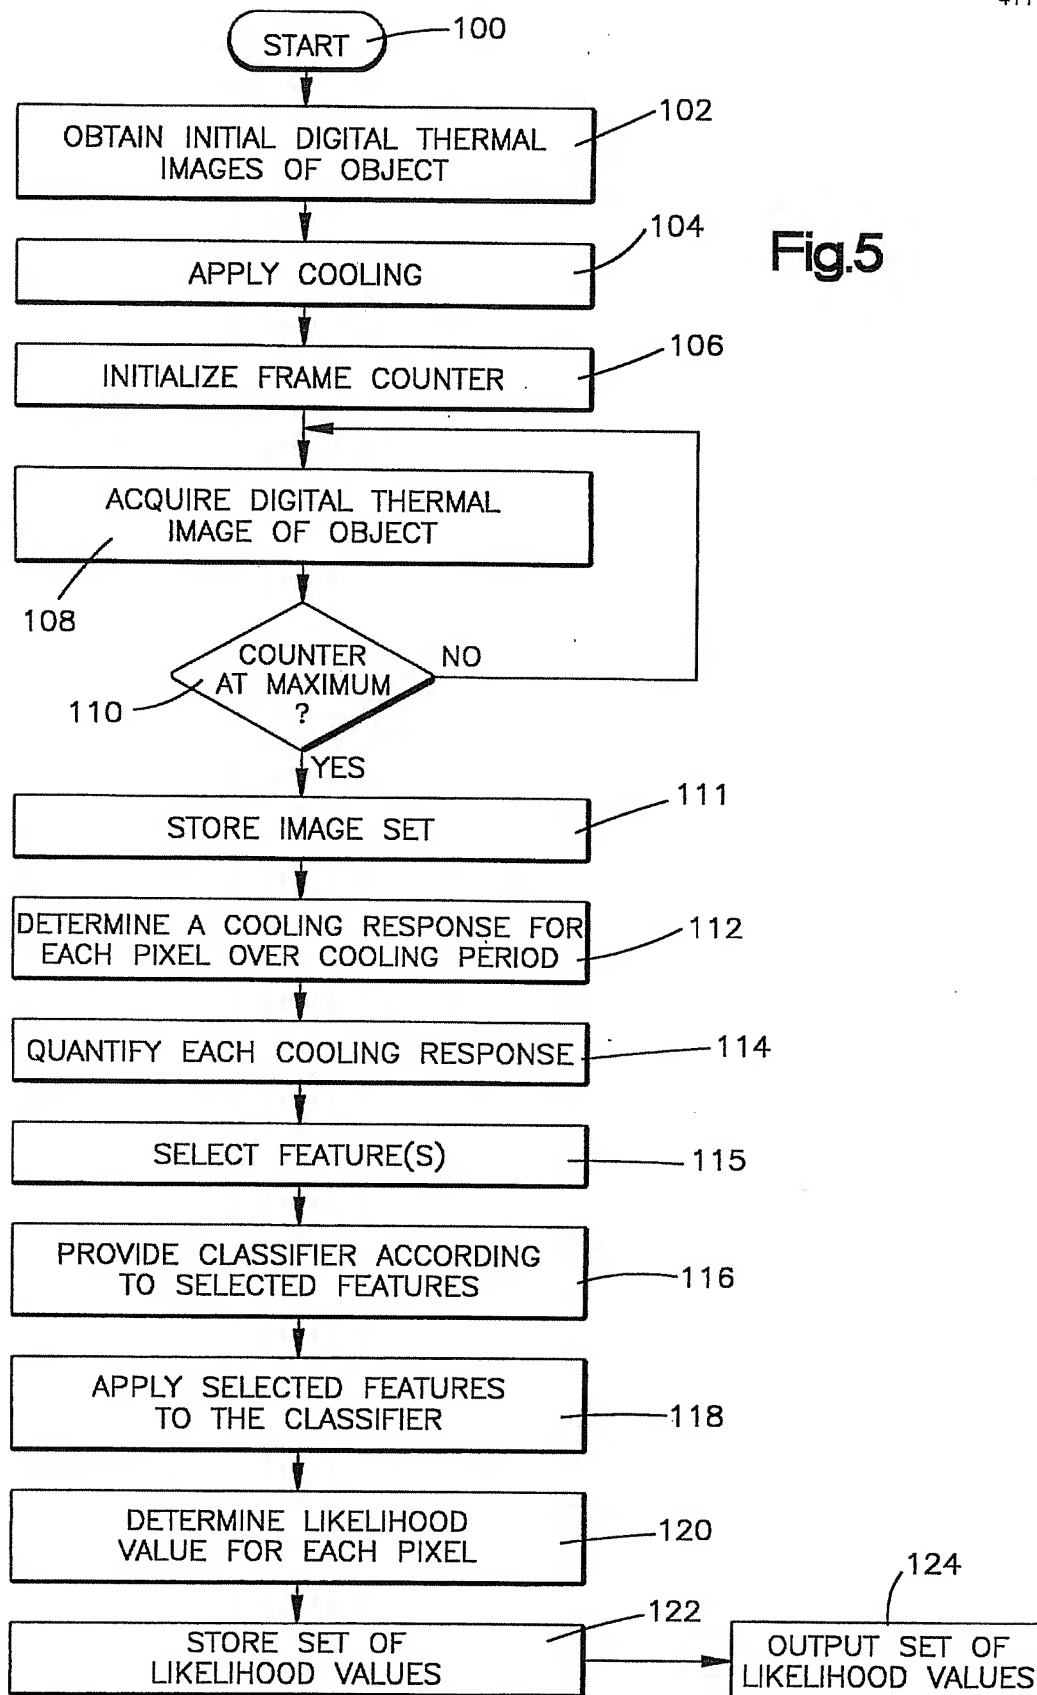 START
100
OBTAIN INITIAL DIGITAL THERMAL
IMAGES OF OBJECT
102
APPLY COOLING
104
Fig.5
INITIALIZE FRAME COUNTER
106
ACQUIRE DIGITAL THERMAL
IMAGE OF OBJECT
108
COUNTER
AT MAXIMUM
?
NO
110
YES
STORE IMAGE SET
111
DETERMINE A COOLING RESPONSE FOR
EACH PIXEL OVER COOLING PERIOD
112
QUANTIFY EACH COOLING RESPONSE
114
SELECT FEATURE(S)
115
PROVIDE CLASSIFIER ACCORDING
TO SELECTED FEATURES
116
APPLY SELECTED FEATURES
TO THE CLASSIFIER
118
DETERMINE LIKELIHOOD
VALUE FOR EACH PIXEL
120
STORE SET OF
LIKELIHOOD VALUES
122
124
OUTPUT SET OF
LIKELIHOOD VALUES